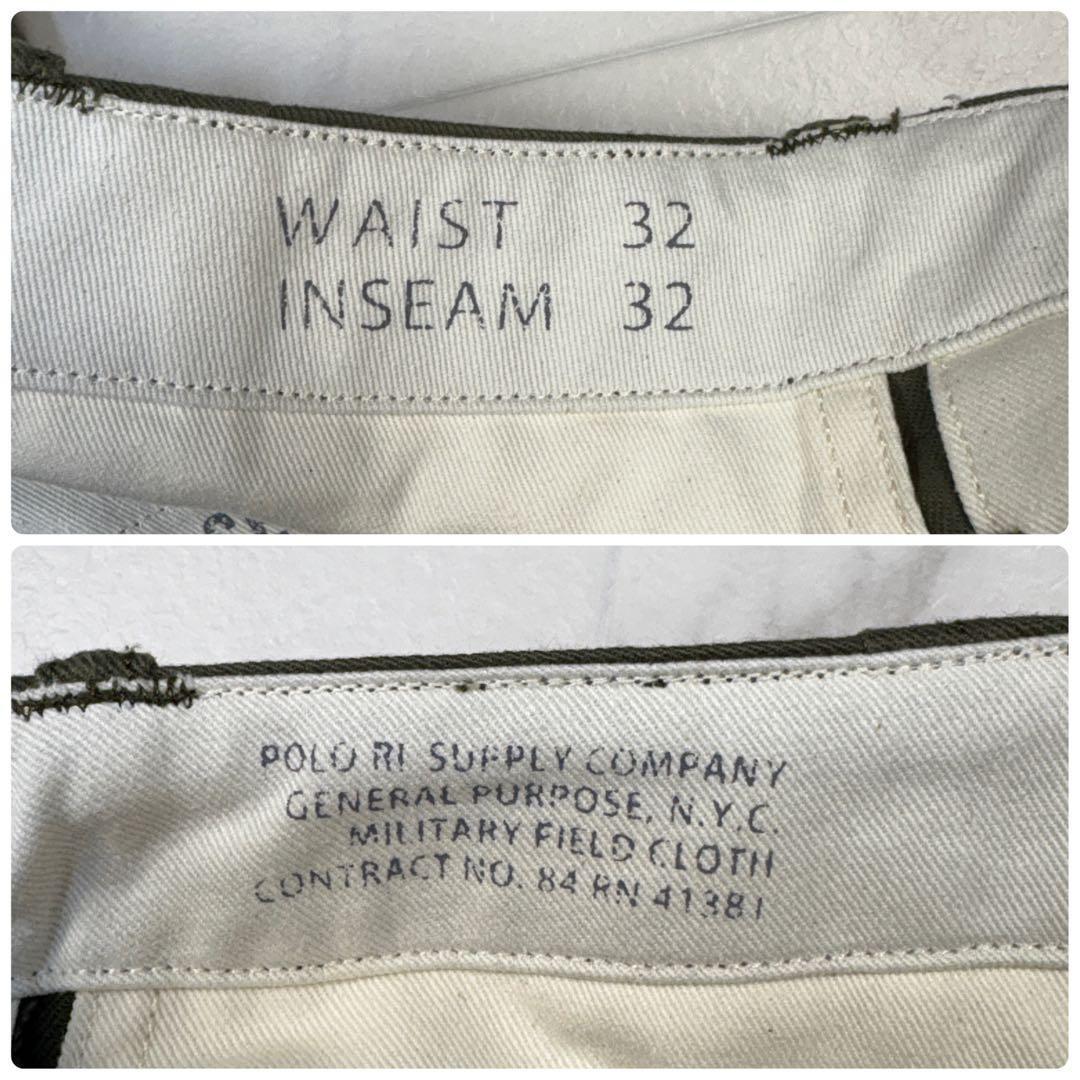 WAIST 32
INSEAM 32
POLO RL SUPPLY COMPANY
GENERAL PURPOSE, N.Y.C.
MILITARY FIELD CLOTH
CONTRACT NO. 84 RN 41381